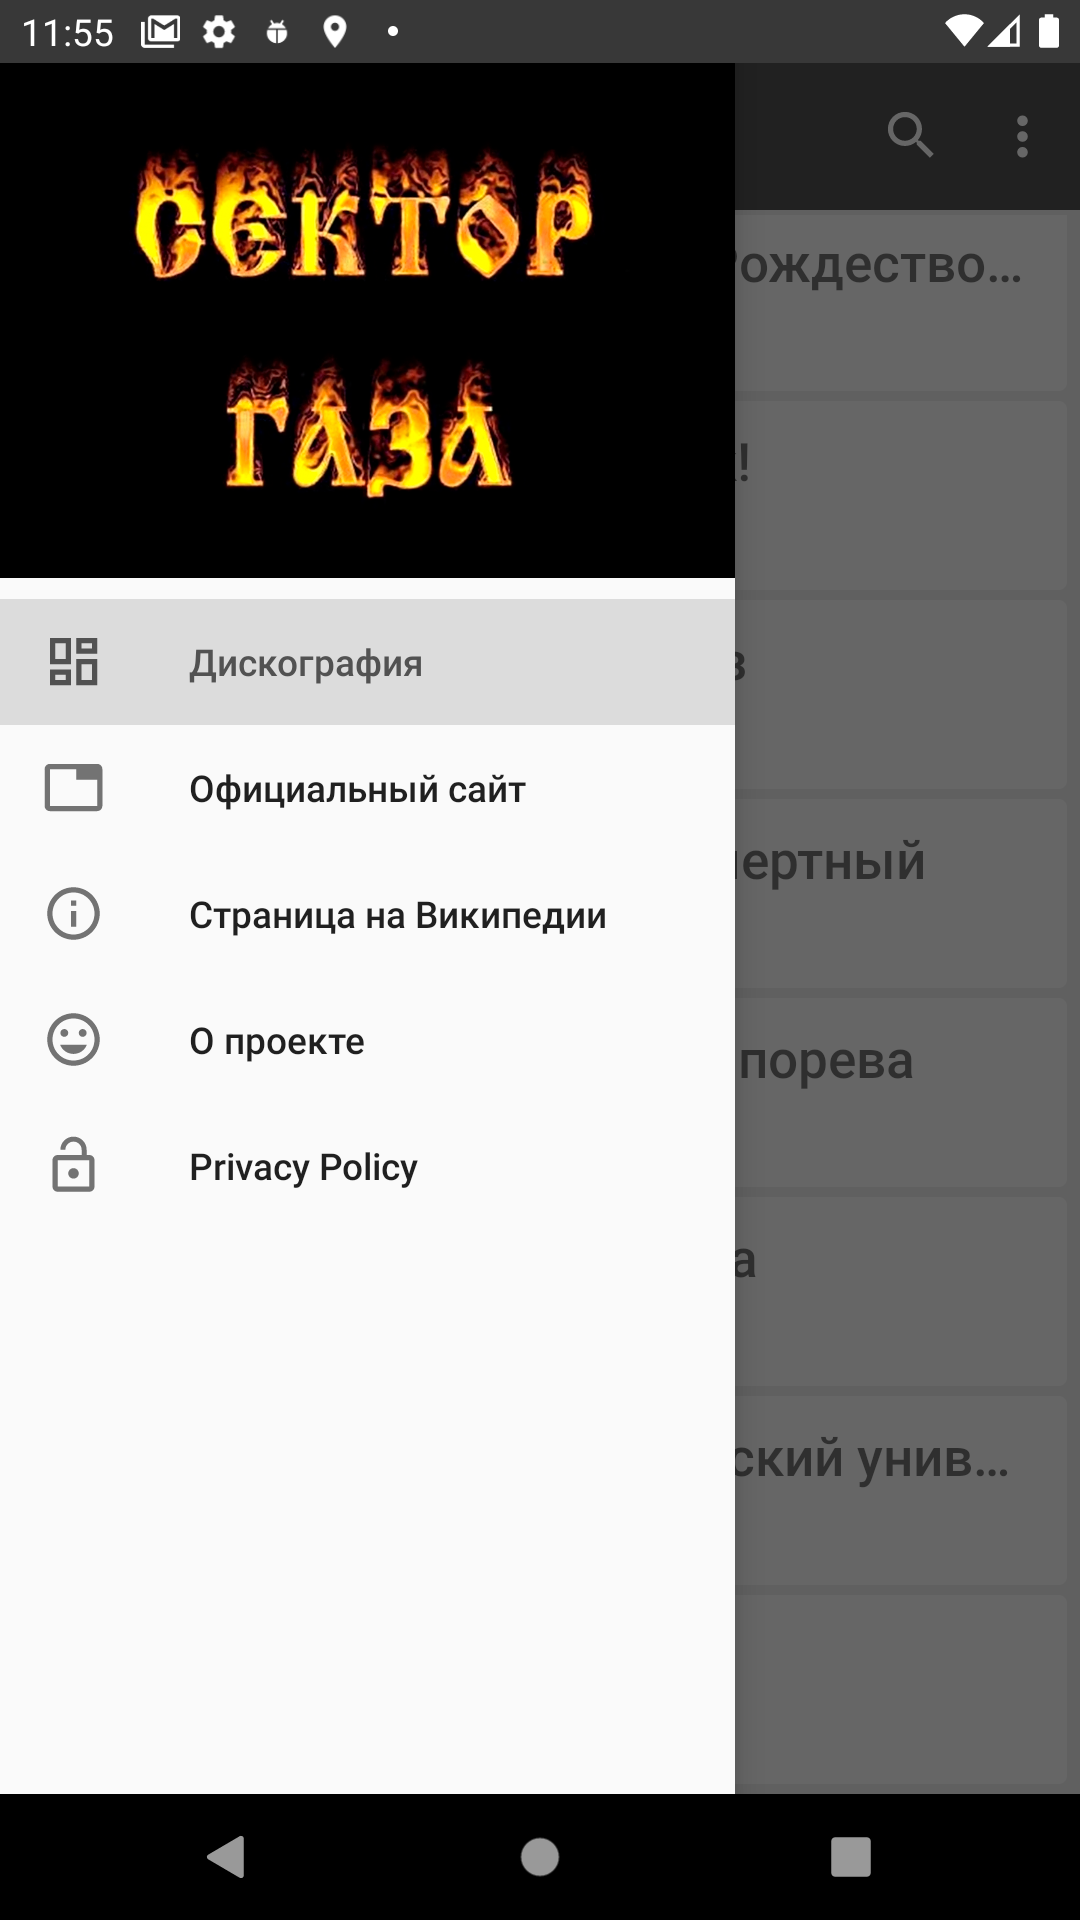 11:55
СЕКТОР
ГАЗА
Дискография
Официальный сайт
Страница на Википедии
О проекте
Privacy Policy
ождество…
!
в
ертный
порева
а
ский унив…